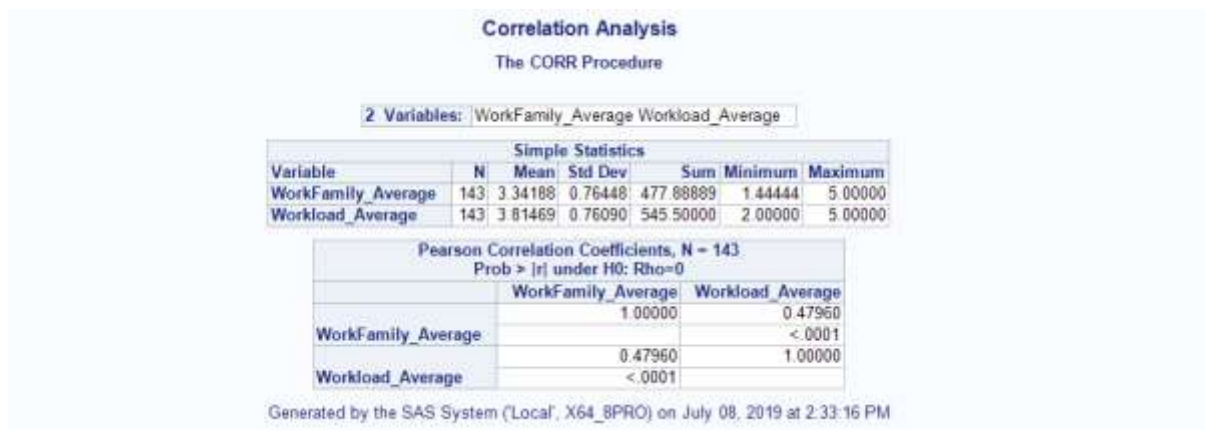 Correlation Analysis
The CORR Procedure
2 Variables: WorkFamily_Average Workload_Average
Simple Statistics
Variable N Mean Std Dev Sum Minimum Maximum
WorkFamily_Average 143 3.34188 0.76448 477.88889 1.44444 5.00000
Workload_Average 143 3.81469 0.76090 545.50000 2.00000 5.00000
Pearson Correlation Coefficients, N = 143
Prob > |r| under H0: Rho=0
WorkFamily_Average Workload_Average
1.00000 0.47960
WorkFamily_Average <.0001
0.47960 1.00000
Workload_Average <.0001
Generated by the SAS System ('Local', X64_8PRO) on July 08, 2019 at 2:33:16 PM